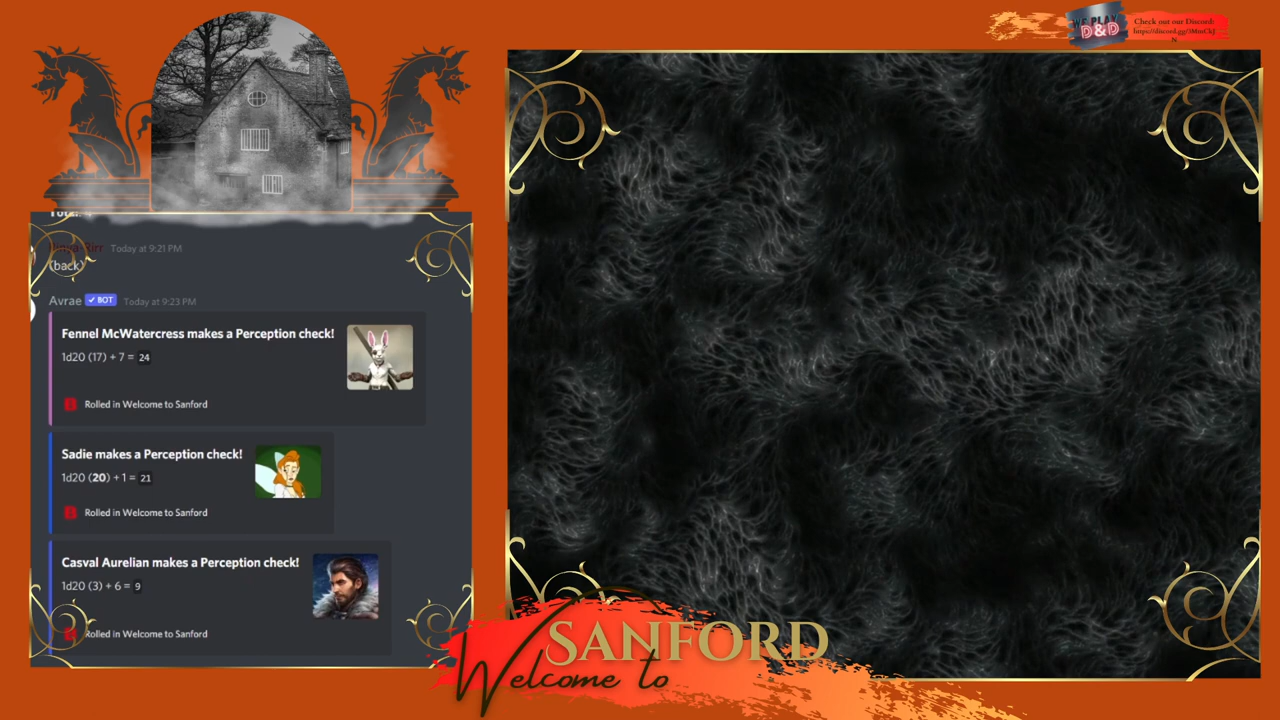 WE PLAY
D&D
Check out our Discord:
Today at 9:21 PM
(back)
Avrae ✔ BOT Today at 9:23 PM
Fennel McWatercress makes a Perception check!
1d20 (17) + 7 = 24
Rolled in Welcome to Sanford
Sadie makes a Perception check!
1d20 (20) + 1 = 21
Rolled in Welcome to Sanford
Casval Aurelian makes a Perception check!
1d20 (3) + 6 = 9
Rolled in Welcome to Sanford
SANFORD
Welcome to